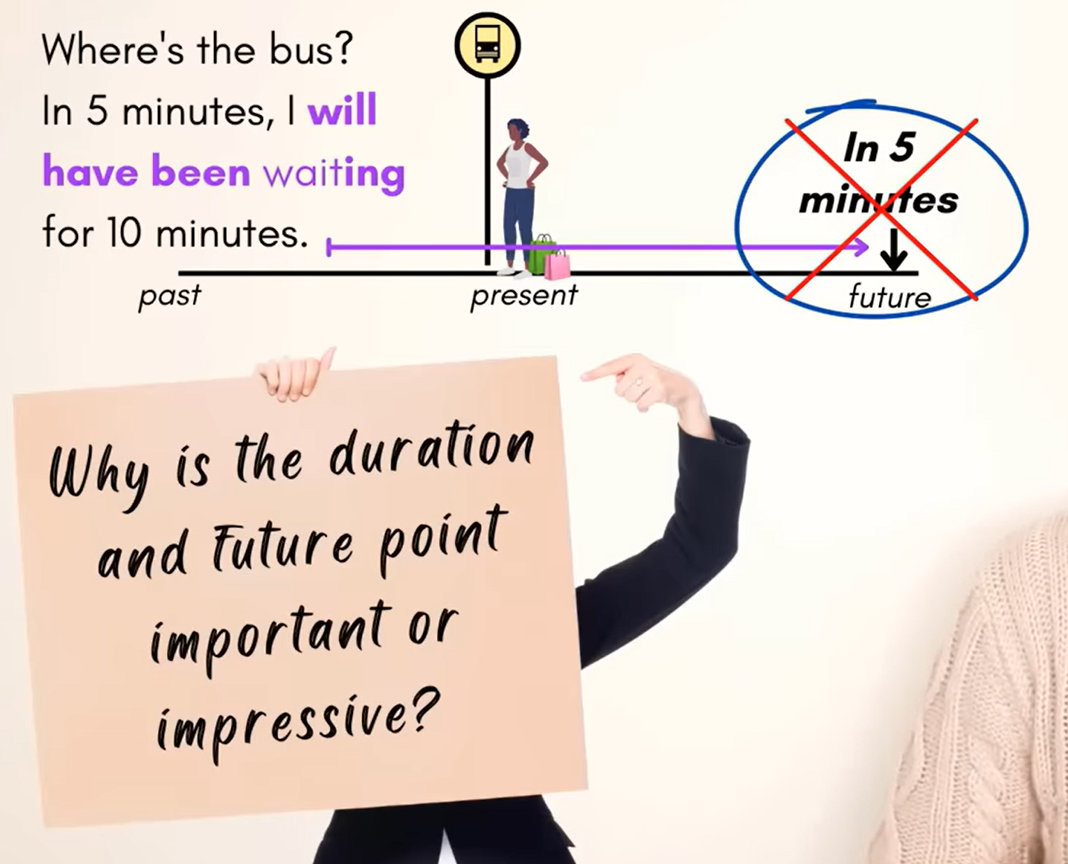 Where's the bus?
In 5 minutes, I will
have been waiting
for 10 minutes.
In 5
minutes
past
present
future
Why is the duration
and Future point
important or
impressive?